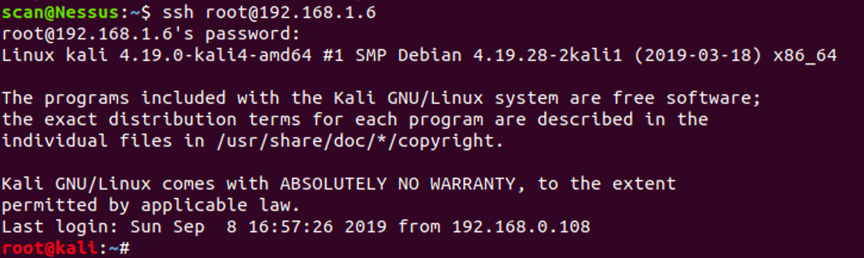 scan@Nessus:~$ ssh root@192.168.1.6
root@192.168.1.6's password:
Linux kali 4.19.0-kali4-amd64 #1 SMP Debian 4.19.28-2kali1 (2019-03-18) x86_64
The programs included with the Kali GNU/Linux system are free software;
the exact distribution terms for each program are described in the
individual files in /usr/share/doc/*/copyright.
Kali GNU/Linux comes with ABSOLUTELY NO WARRANTY, to the extent
permitted by applicable law.
Last login: Sun Sep  8 16:57:26 2019 from 192.168.0.108
root@kali:~#